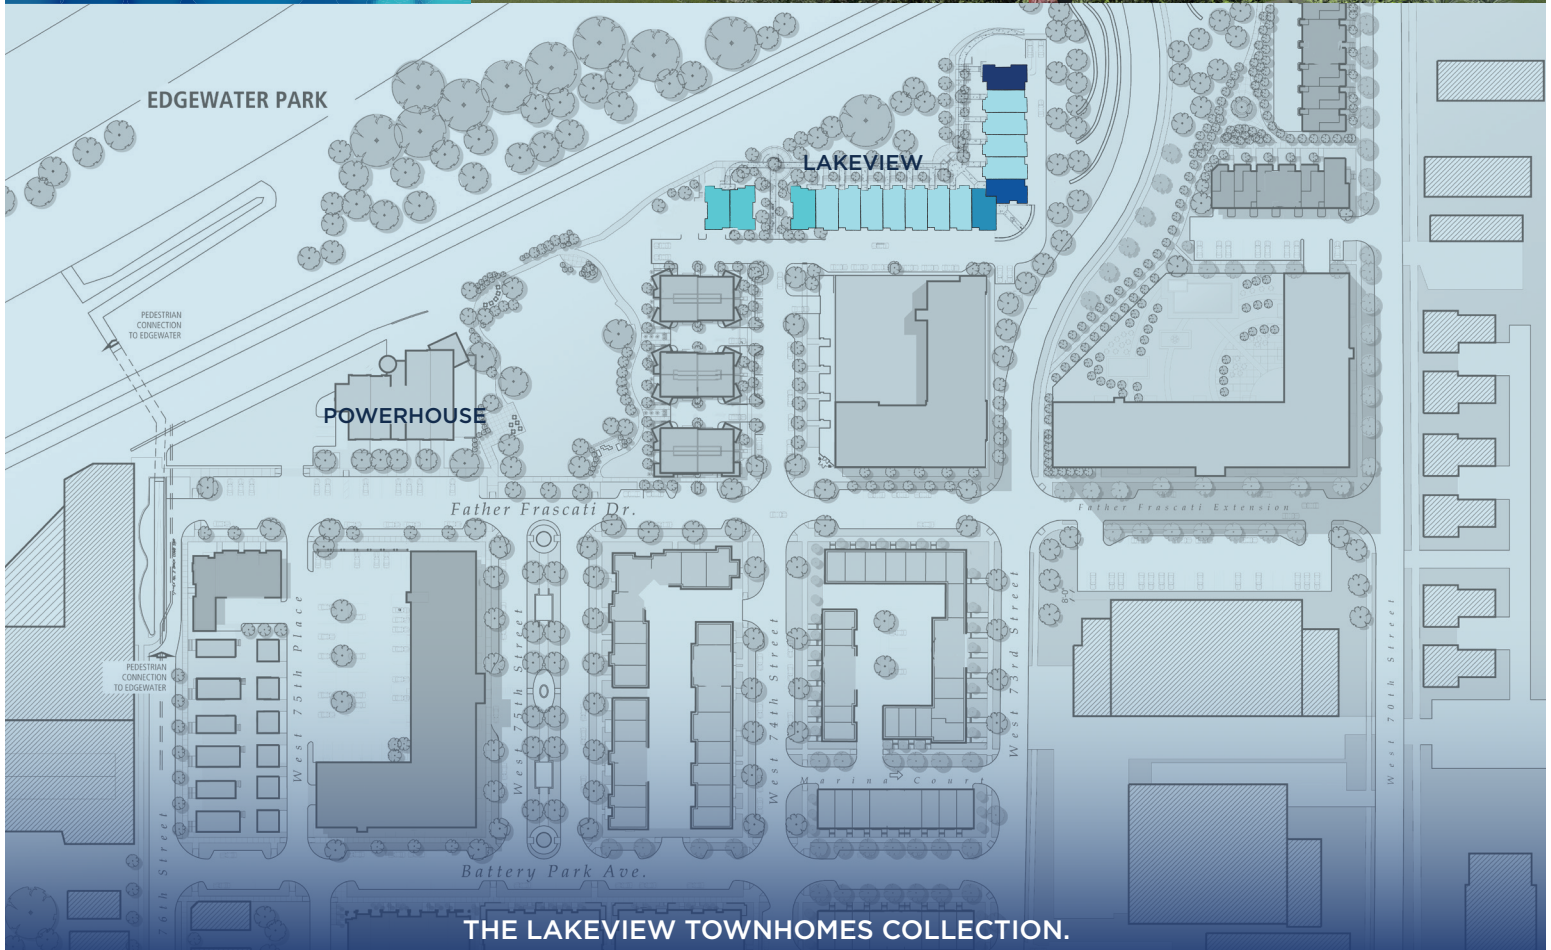 EDGEWATER PARK
LAKEVIEW
PEDESTRIAN
CONNECTION
TO EDGEWATER
POWERHOUSE
Father Frascati Dr.
Father Frascati Extension
West 75th Place
West 75th Street
West 74th Street
West 73rd Street
West 70th Street
PEDESTRIAN
CONNECTION
TO EDGEWATER
Marina Court
76th Street
Battery Park Ave.
THE LAKEVIEW TOWNHOMES COLLECTION.